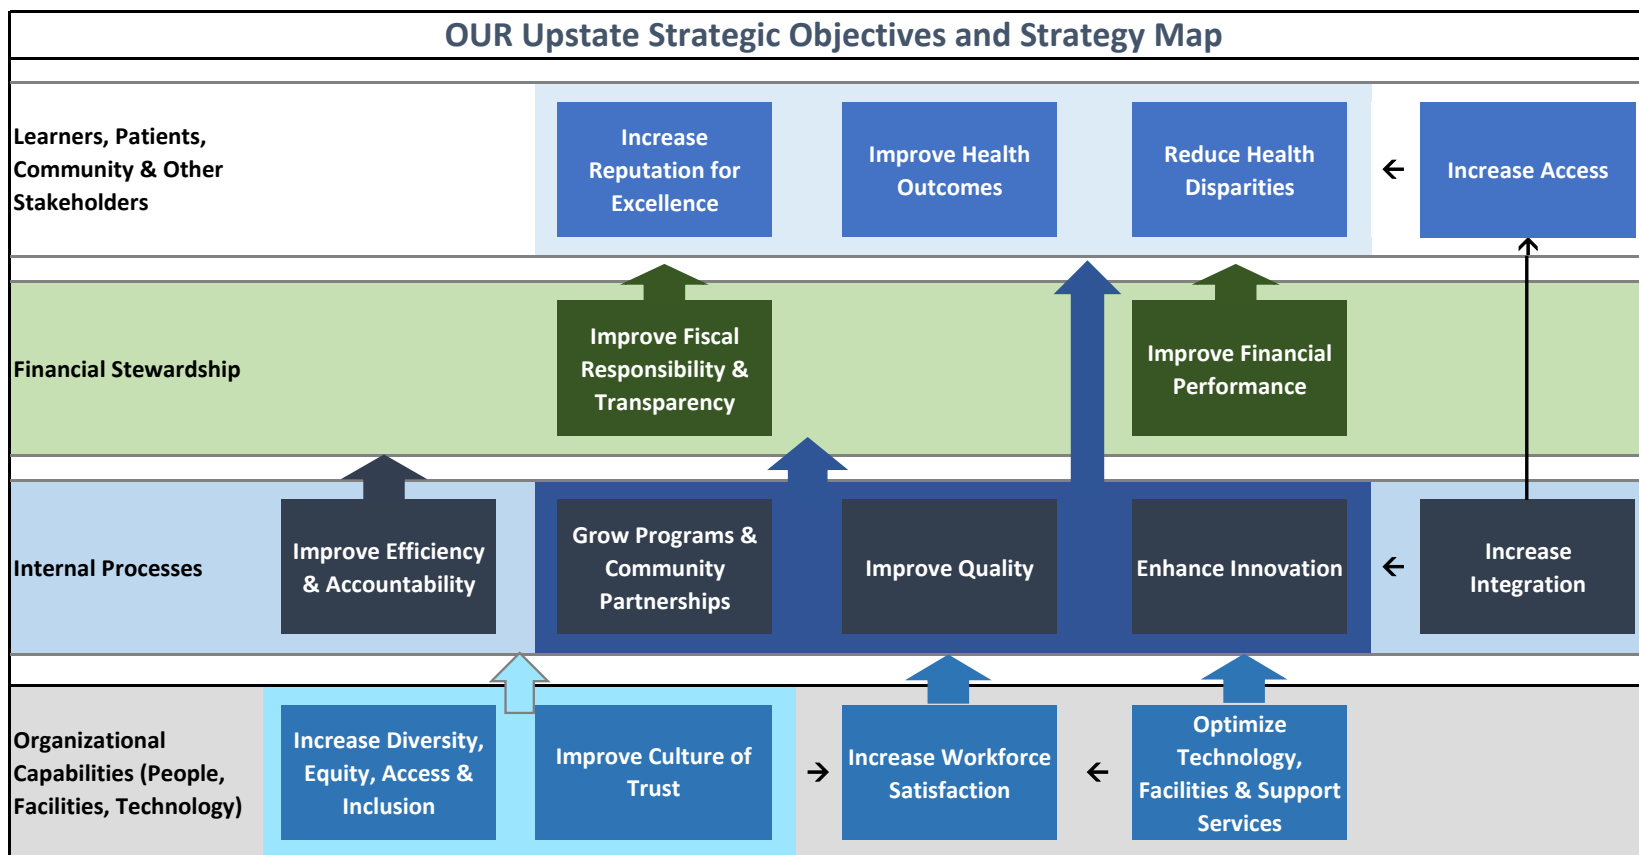 OUR Upstate Strategic Objectives and Strategy Map
Learners, Patients,
Community & Other
Stakeholders
Increase
Reputation for
Excellence
Improve Health
Outcomes
Reduce Health
Disparities
←
Increase Access
Financial Stewardship
Improve Fiscal
Responsibility &
Transparency
Improve Financial
Performance
Internal Processes
Improve Efficiency
& Accountability
Grow Programs &
Community
Partnerships
Improve Quality
Enhance Innovation
←
Increase
Integration
Organizational
Capabilities (People,
Facilities, Technology)
Increase Diversity,
Equity, Access &
Inclusion
Improve Culture of
Trust
→
Increase Workforce
Satisfaction
←
Optimize
Technology,
Facilities & Support
Services